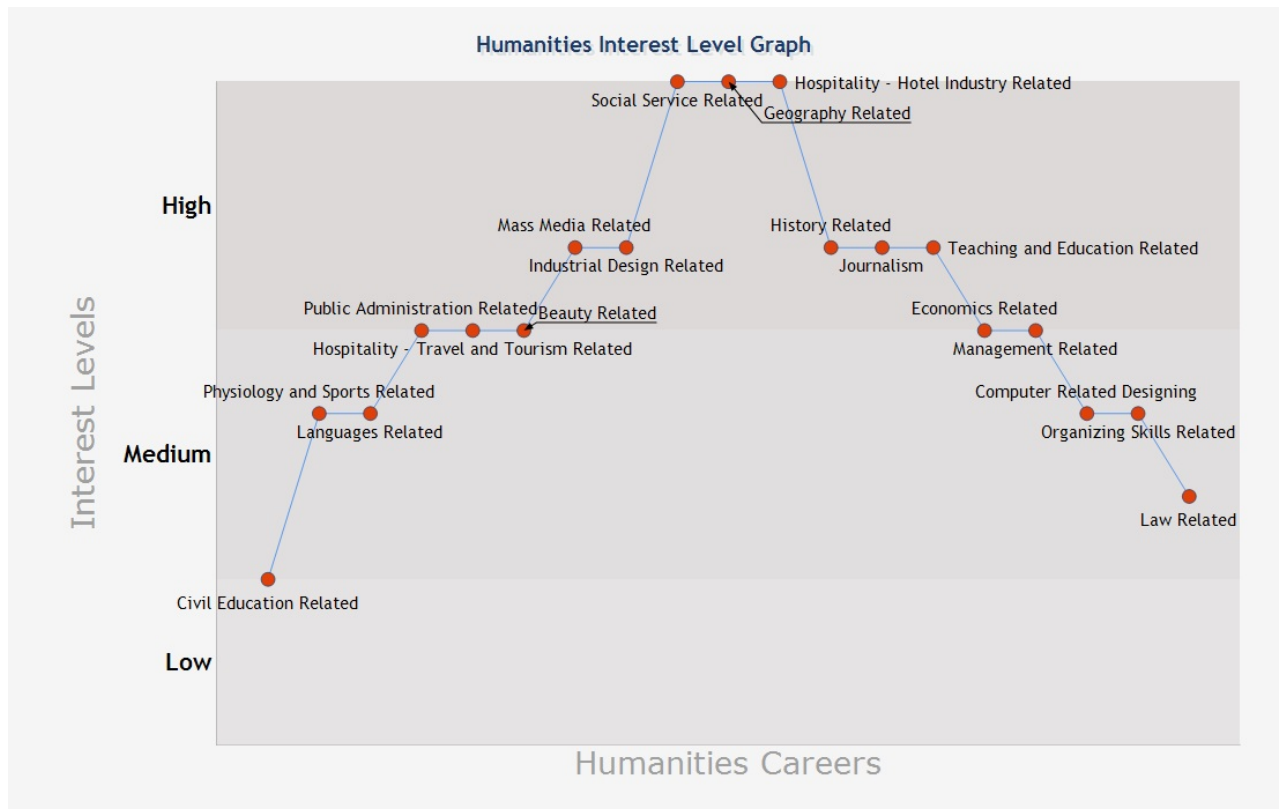 Humanities Interest Level Graph
Hospitality - Hotel Industry Related
Social Service Related
Geography Related
High
Mass Media Related
History Related
Teaching and Education Related
Industrial Design Related
Journalism
Public Administration Related
Beauty Related
Economics Related
Hospitality - Travel and Tourism Related
Management Related
Physiology and Sports Related
Computer Related Designing
Languages Related
Organizing Skills Related
Interest Levels
Medium
Law Related
Civil Education Related
Low
Humanities Careers